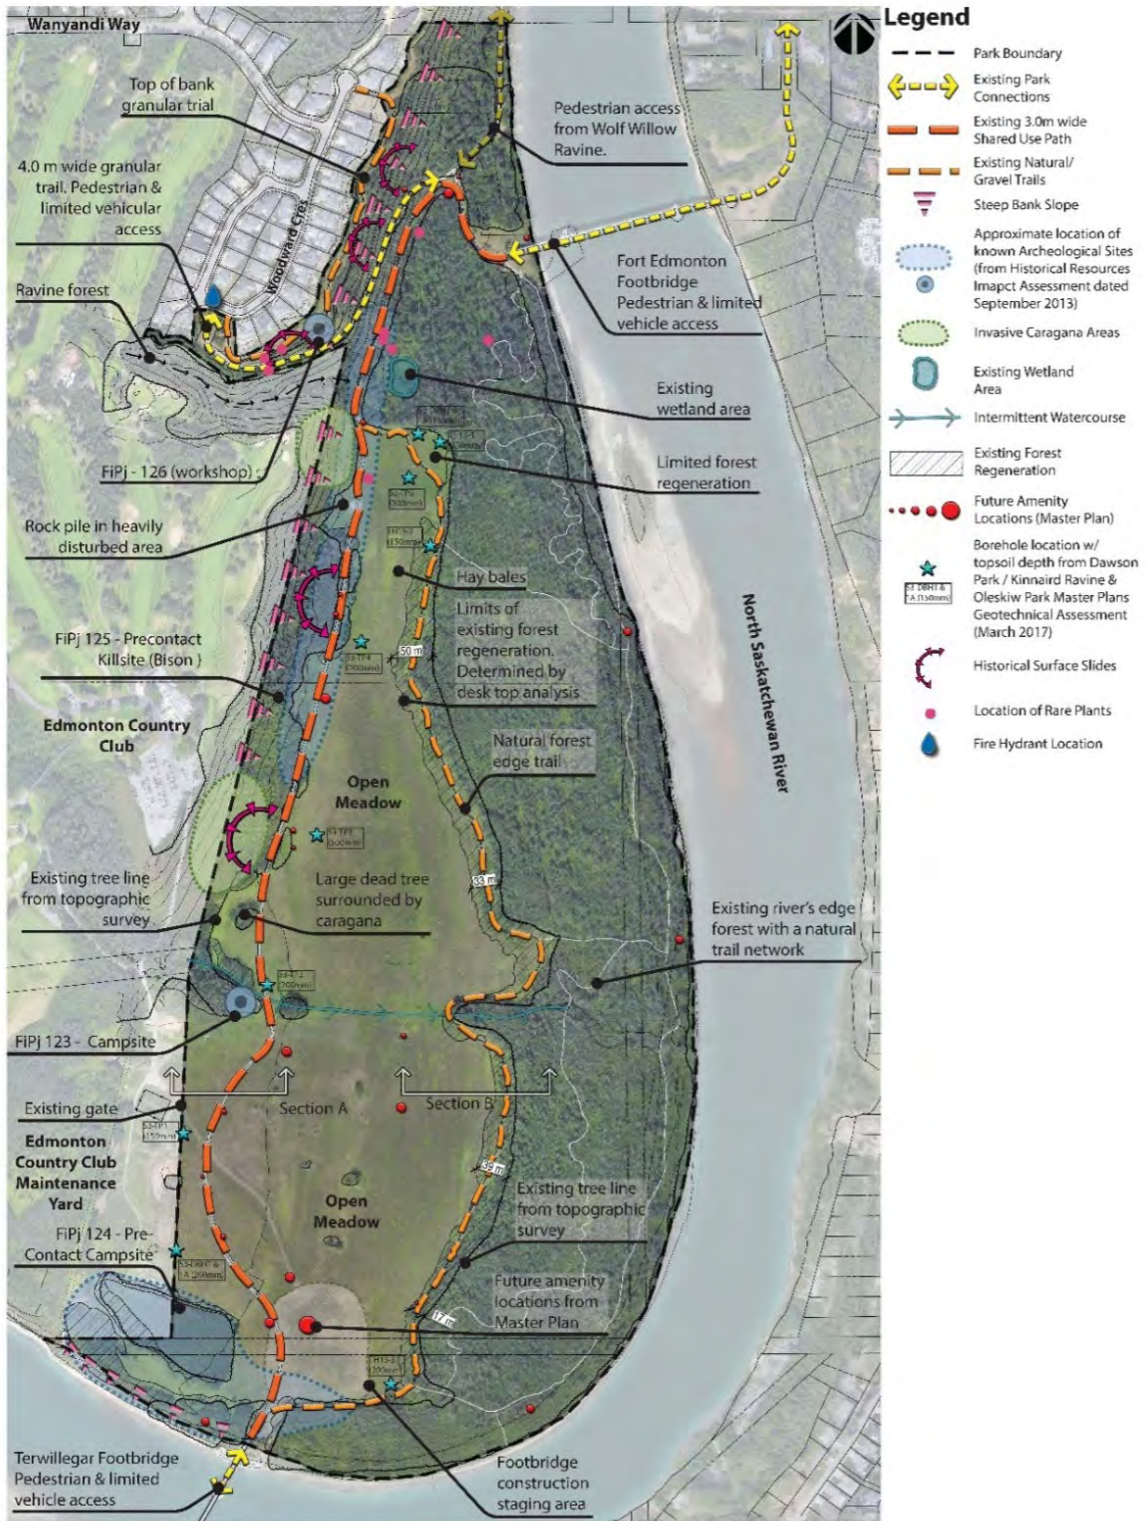 Wanyandi Way
Top of bank
granular trial
4.0 m wide granular
trail. Pedestrian &
limited vehicular
access
Woodward Cres
Ravine forest
Pedestrian access
from Wolf Willow
Ravine.
Fort Edmonton
Footbridge
Pedestrian & limited
vehicle access
Existing
wetland area
FiPj - 126 (workshop)
Limited forest
regeneration
Rock pile in heavily
disturbed area
Hay bales
Limits of
existing forest
regeneration.
Determined by
desk top analysis
50 m
FiPj 125 - Precontact
Killsite (Bison )
North Saskatchewan River
Edmonton Country
Club
Natural forest
edge trail
Open
Meadow
33 m
Existing tree line
from topographic
survey
Large dead tree
surrounded by
caragana
Existing river's edge
forest with a natural
trail network
FiPj 123 - Campsite
Section A
Section B
Existing gate
Edmonton
Country Club
Maintenance
Yard
39 m
Open
Meadow
Existing tree line
from topographic
survey
FiPj 124 - Pre-
Contact Campsite
Future amenity
locations from
Master Plan
17 m
Terwillegar Footbridge
Pedestrian & limited
vehicle access
Footbridge
construction
staging area
Legend
Park Boundary
Existing Park
Connections
Existing 3.0m wide
Shared Use Path
Existing Natural/
Gravel Trails
Steep Bank Slope
Approximate location of
known Archeological Sites
(from Historical Resources
Imapct Assessment dated
September 2013)
Invasive Caragana Areas
Existing Wetland
Area
Intermittent Watercourse
Existing Forest
Regeneration
Future Amenity
Locations (Master Plan)
Borehole location w/
topsoil depth from Dawson
Park / Kinnaird Ravine &
Oleskiw Park Master Plans
Geotechnical Assessment
(March 2017)
Historical Surface Slides
Location of Rare Plants
Fire Hydrant Location